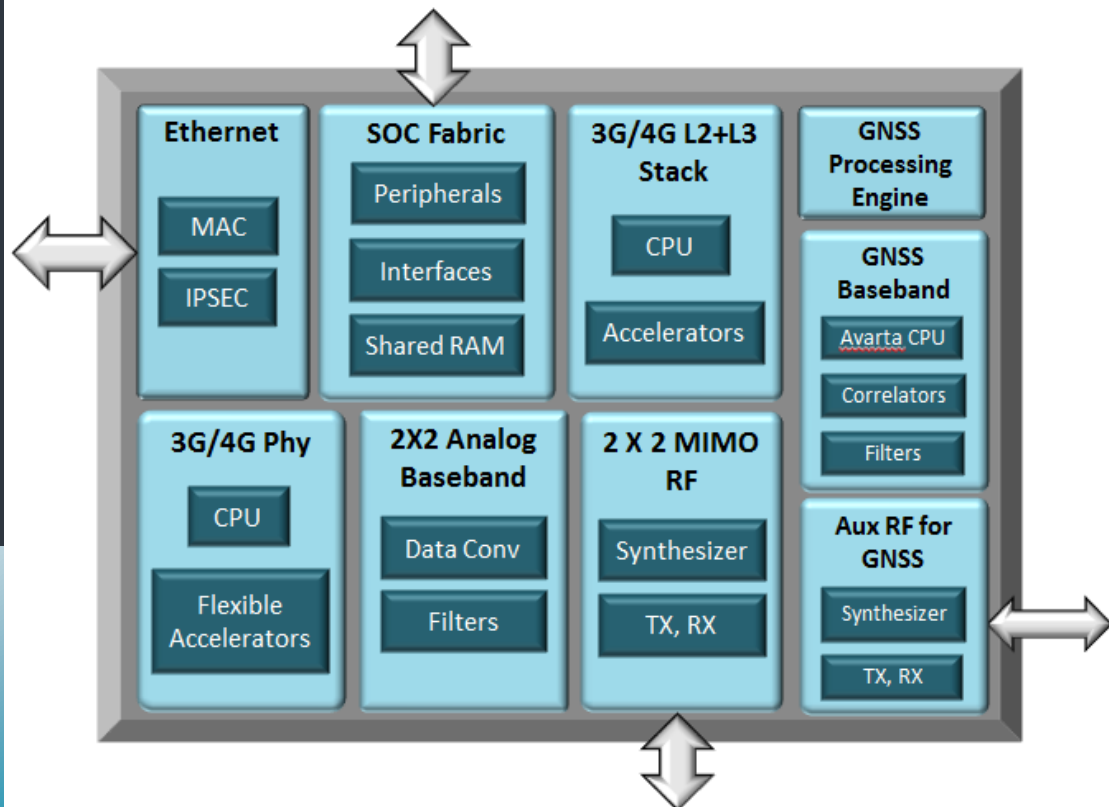 Ethernet
MAC
IPSEC
SOC Fabric
Peripherals
Interfaces
Shared RAM
3G/4G L2+L3
Stack
CPU
Accelerators
GNSS
Processing
Engine
GNSS
Baseband
Avarta CPU
Correlators
Filters
3G/4G Phy
CPU
Flexible
Accelerators
2X2 Analog
Baseband
Data Conv
Filters
2 X 2 MIMO
RF
Synthesizer
TX, RX
Aux RF for
GNSS
Synthesizer
TX, RX